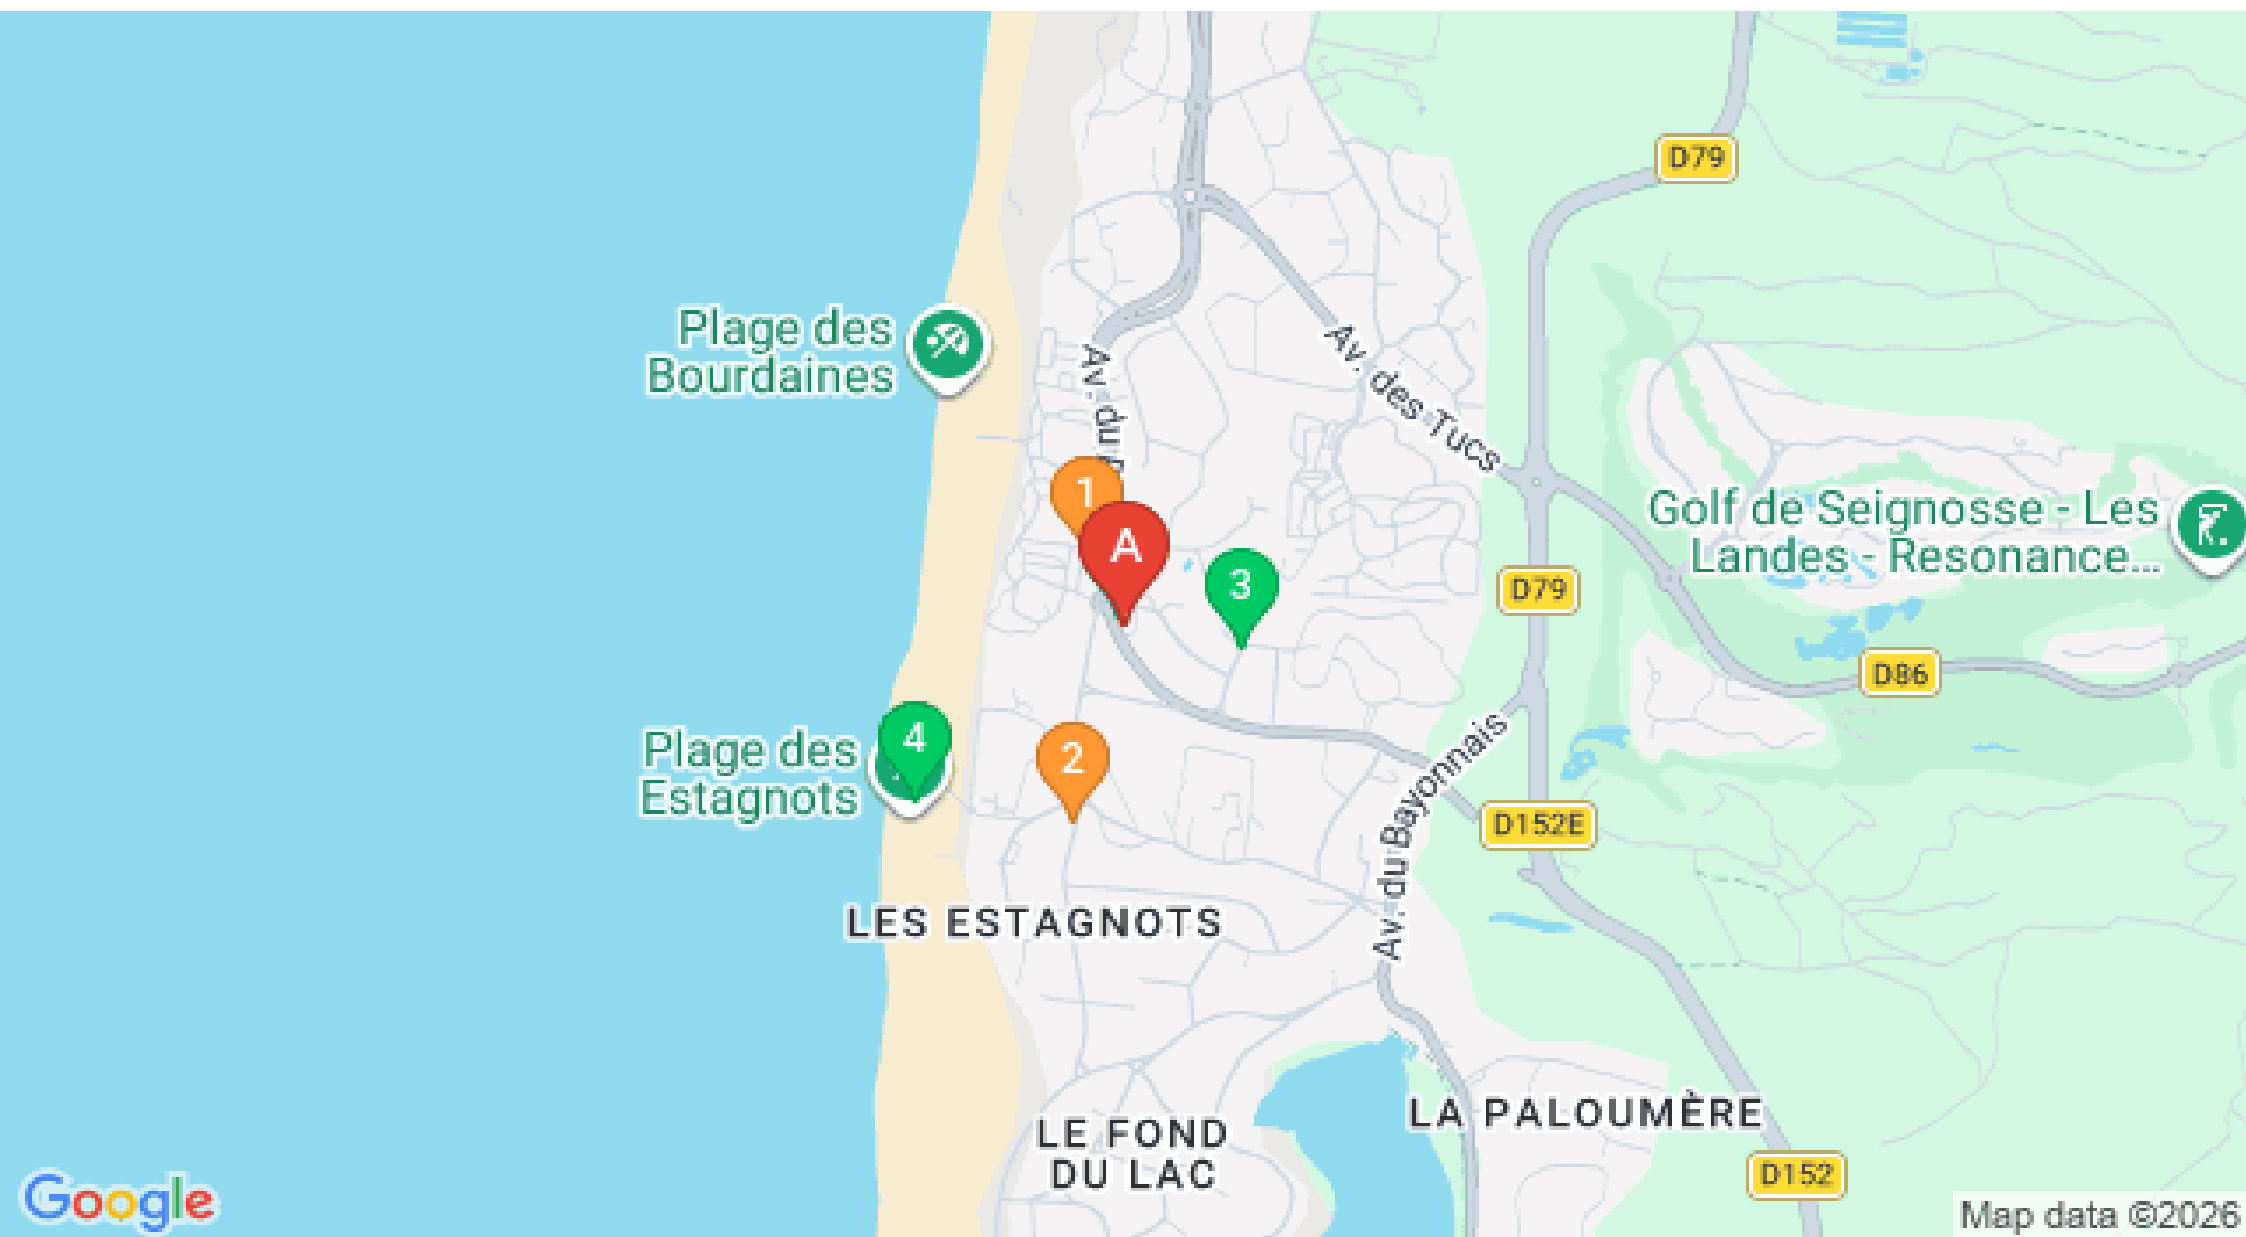 D79
Plage des
Bourdaines
Av. du
Av. des Tucs
1
A
3
Golf de Seignosse - Les
Landes - Resonance...
D79
D86
4
Plage des
Estagnots
2
Av. du Bayonnais
D152E
LES ESTAGNOTS
LA PALOUMÈRE
LE FOND
DU LAC
D152
Google
Map data ©2026